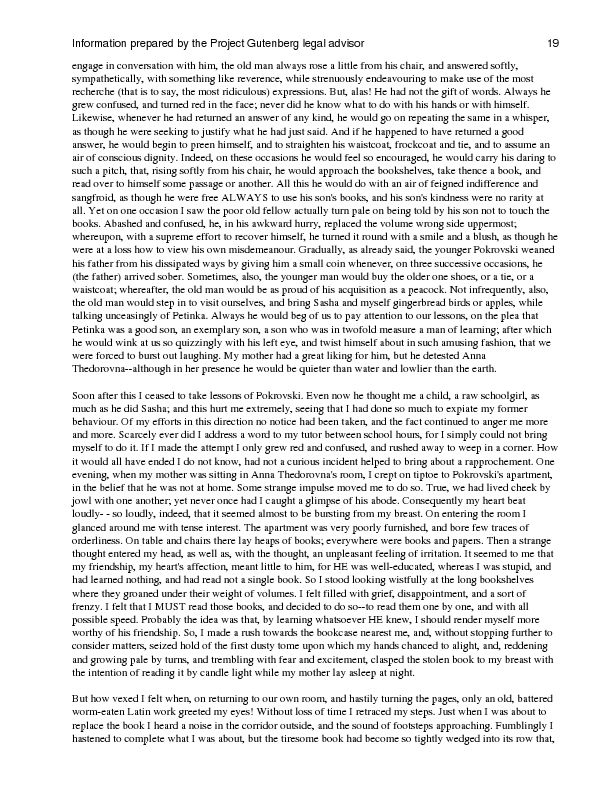 Information prepared by the Project Gutenberg legal advisor 19
engage in conversation with him, the old man always rose a little from his chair, and answered softly,
sympathetically, with something like reverence, while strenuously endeavouring to make use of the most
recherche (that is to say, the most ridiculous) expressions. But, alas! He had not the gift of words. Always he
grew confused, and turned red in the face; never did he know what to do with his hands or with himself.
Likewise, whenever he had returned an answer of any kind, he would go on repeating the same in a whisper,
as though he were seeking to justify what he had just said. And if he happened to have returned a good
answer, he would begin to preen himself, and to straighten his waistcoat, frockcoat and tie, and to assume an
air of conscious dignity. Indeed, on these occasions he would feel so encouraged, he would carry his daring to
such a pitch, that, rising softly from his chair, he would approach the bookshelves, take thence a book, and
read over to himself some passage or another. All this he would do with an air of feigned indifference and
sangfroid, as though he were free ALWAYS to use his son's books, and his son's kindness were no rarity at
all. Yet on one occasion I saw the poor old fellow actually turn pale on being told by his son not to touch the
books. Abashed and confused, he, in his awkward hurry, replaced the volume wrong side uppermost;
whereupon, with a supreme effort to recover himself, he turned it round with a smile and a blush, as though he
were at a loss how to view his own misdemeanour. Gradually, as already said, the younger Pokrovski weaned
his father from his dissipated ways by giving him a small coin whenever, on three successive occasions, he
(the father) arrived sober. Sometimes, also, the younger man would buy the older one shoes, or a tie, or a
waistcoat; whereafter, the old man would be as proud of his acquisition as a peacock. Not infrequently, also,
the old man would step in to visit ourselves, and bring Sasha and myself gingerbread birds or apples, while
talking unceasingly of Petinka. Always he would beg of us to pay attention to our lessons, on the plea that
Petinka was a good son, an exemplary son, a son who was in twofold measure a man of learning; after which
he would wink at us so quizzingly with his left eye, and twist himself about in such amusing fashion, that we
were forced to burst out laughing. My mother had a great liking for him, but he detested Anna
Thedorovna--although in her presence he would be quieter than water and lowlier than the earth.
Soon after this I ceased to take lessons of Pokrovski. Even now he thought me a child, a raw schoolgirl, as
much as he did Sasha; and this hurt me extremely, seeing that I had done so much to expiate my former
behaviour. Of my efforts in this direction no notice had been taken, and the fact continued to anger me more
and more. Scarcely ever did I address a word to my tutor between school hours, for I simply could not bring
myself to do it. If I made the attempt I only grew red and confused, and rushed away to weep in a corner. How
it would all have ended I do not know, had not a curious incident helped to bring about a rapprochement. One
evening, when my mother was sitting in Anna Thedorovna's room, I crept on tiptoe to Pokrovski's apartment,
in the belief that he was not at home. Some strange impulse moved me to do so. True, we had lived cheek by
jowl with one another; yet never once had I caught a glimpse of his abode. Consequently my heart beat
loudly- - so loudly, indeed, that it seemed almost to be bursting from my breast. On entering the room I
glanced around me with tense interest. The apartment was very poorly furnished, and bore few traces of
orderliness. On table and chairs there lay heaps of books; everywhere were books and papers. Then a strange
thought entered my head, as well as, with the thought, an unpleasant feeling of irritation. It seemed to me that
my friendship, my heart's affection, meant little to him, for HE was well-educated, whereas I was stupid, and
had learned nothing, and had read not a single book. So I stood looking wistfully at the long bookshelves
where they groaned under their weight of volumes. I felt filled with grief, disappointment, and a sort of
frenzy. I felt that I MUST read those books, and decided to do so--to read them one by one, and with all
possible speed. Probably the idea was that, by learning whatsoever HE knew, I should render myself more
worthy of his friendship. So, I made a rush towards the bookcase nearest me, and, without stopping further to
consider matters, seized hold of the first dusty tome upon which my hands chanced to alight, and, reddening
and growing pale by turns, and trembling with fear and excitement, clasped the stolen book to my breast with
the intention of reading it by candle light while my mother lay asleep at night.
But how vexed I felt when, on returning to our own room, and hastily turning the pages, only an old, battered
worm-eaten Latin work greeted my eyes! Without loss of time I retraced my steps. Just when I was about to
replace the book I heard a noise in the corridor outside, and the sound of footsteps approaching. Fumblingly I
hastened to complete what I was about, but the tiresome book had become so tightly wedged into its row that,